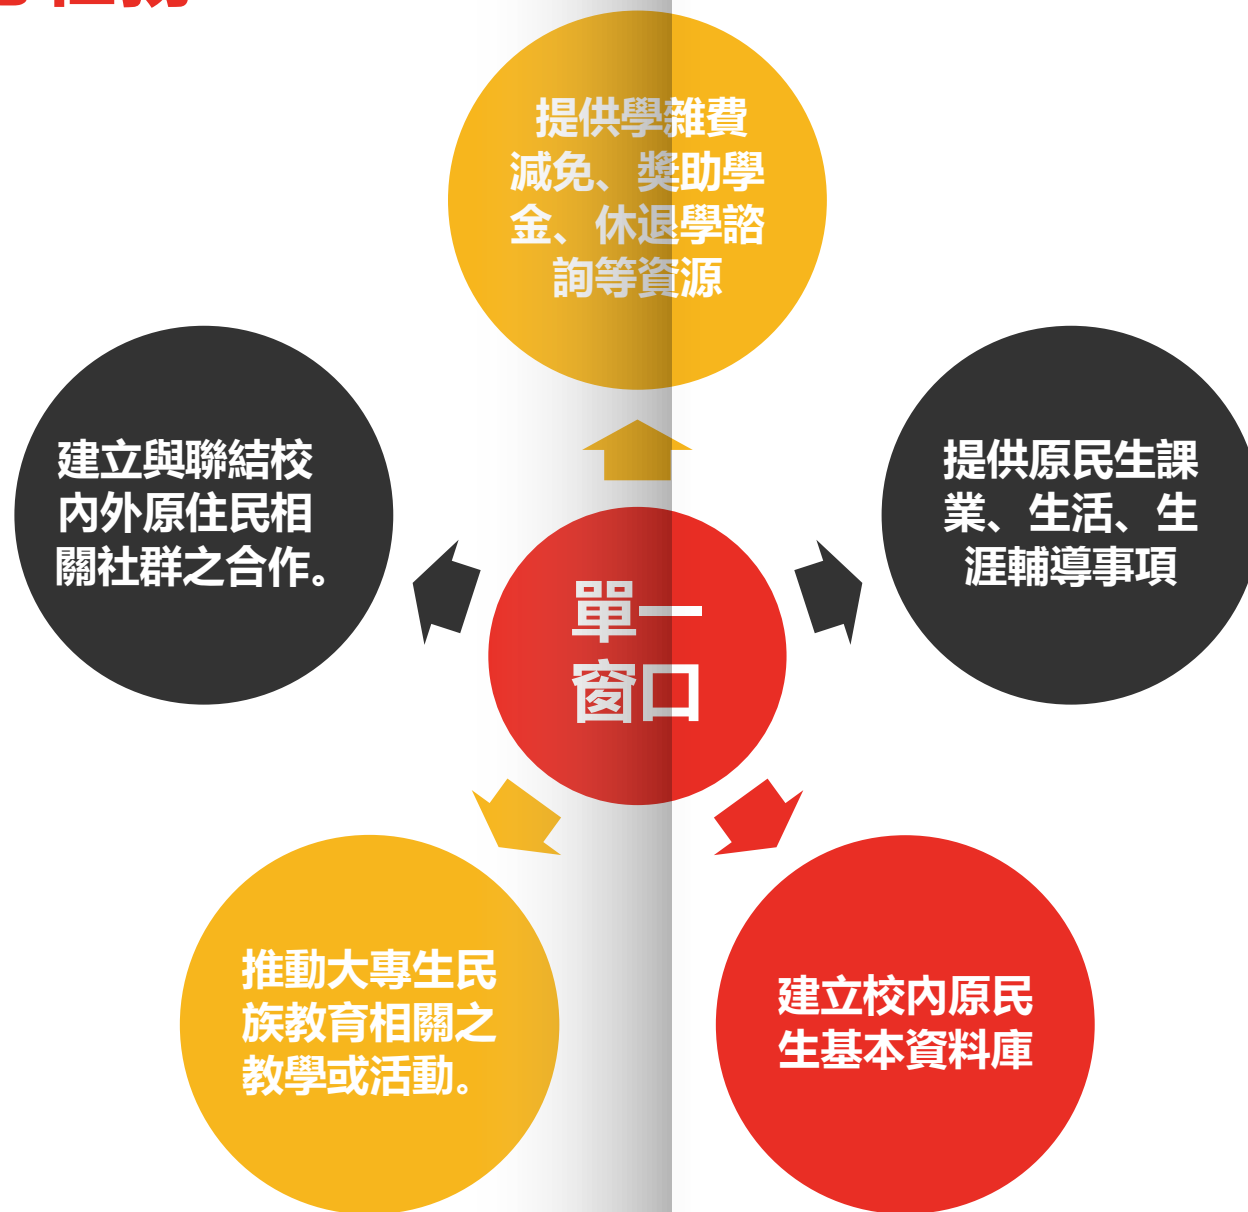 任務
提供學雜費
減免、獎助學
金、休退學諮
詢等資源
建立與聯結校
內外原住民相
關社群之合作。
提供原民生課
業、生活、生
涯輔導事項
單一
窗口
推動大專生民
族教育相關之
教學或活動。
建立校內原民
生基本資料庫